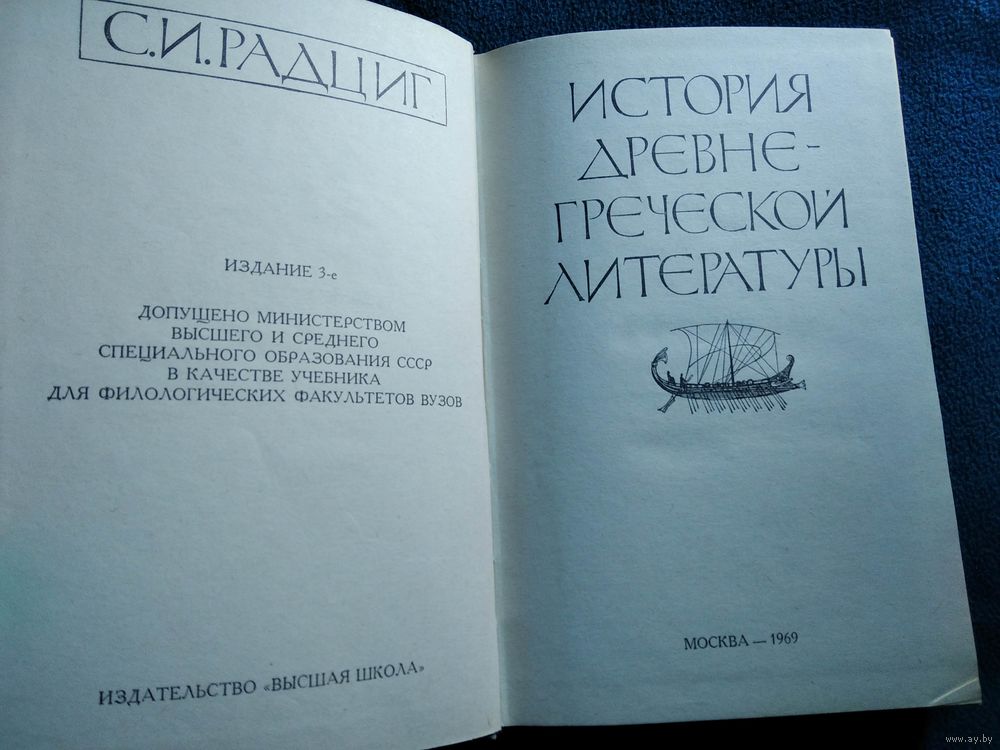 С.И.РАДЦИГ
ИЗДАНИЕ 3-е
ДОПУЩЕНО МИНИСТЕРСТВОМ
ВЫСШЕГО И СРЕДНЕГО
СПЕЦИАЛЬНОГО ОБРАЗОВАНИЯ СССР
В КАЧЕСТВЕ УЧЕБНИКА
ДЛЯ ФИЛОЛОГИЧЕСКИХ ФАКУЛЬТЕТОВ ВУЗОВ
ИЗДАТЕЛЬСТВО «ВЫСШАЯ ШКОЛА»
ИСТОРИЯ
ДРЕВНЕ-
ГРЕЧЕСКОЙ
ЛИТЕРАТУРЫ
МОСКВА — 1969
www.ay.by